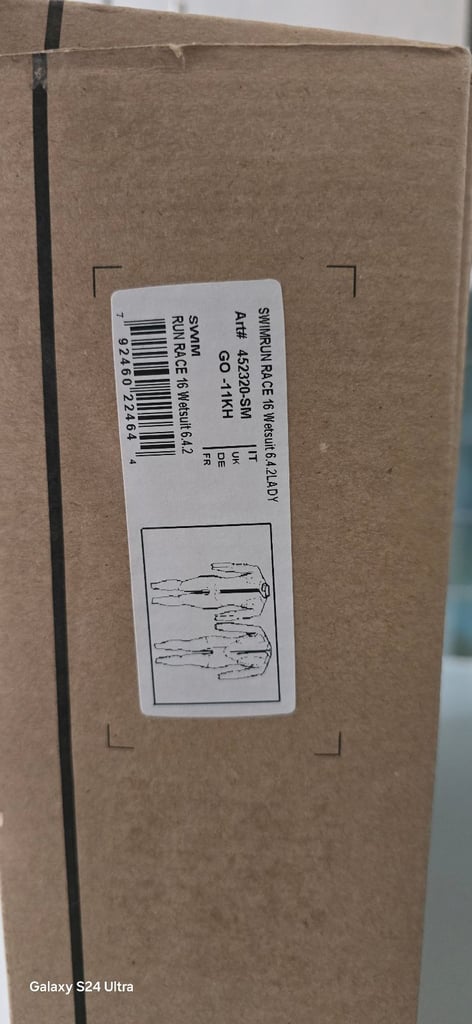 SWIMRUN RACE 16 Wetsuit 6.4.2LADY
Art# 452320-SM
GO -11KH
IT
UK
DE
FR
SWIM
RUN RACE 16 Wetsuit 6.4.2
7 92460 22464 4
Galaxy S24 Ultra